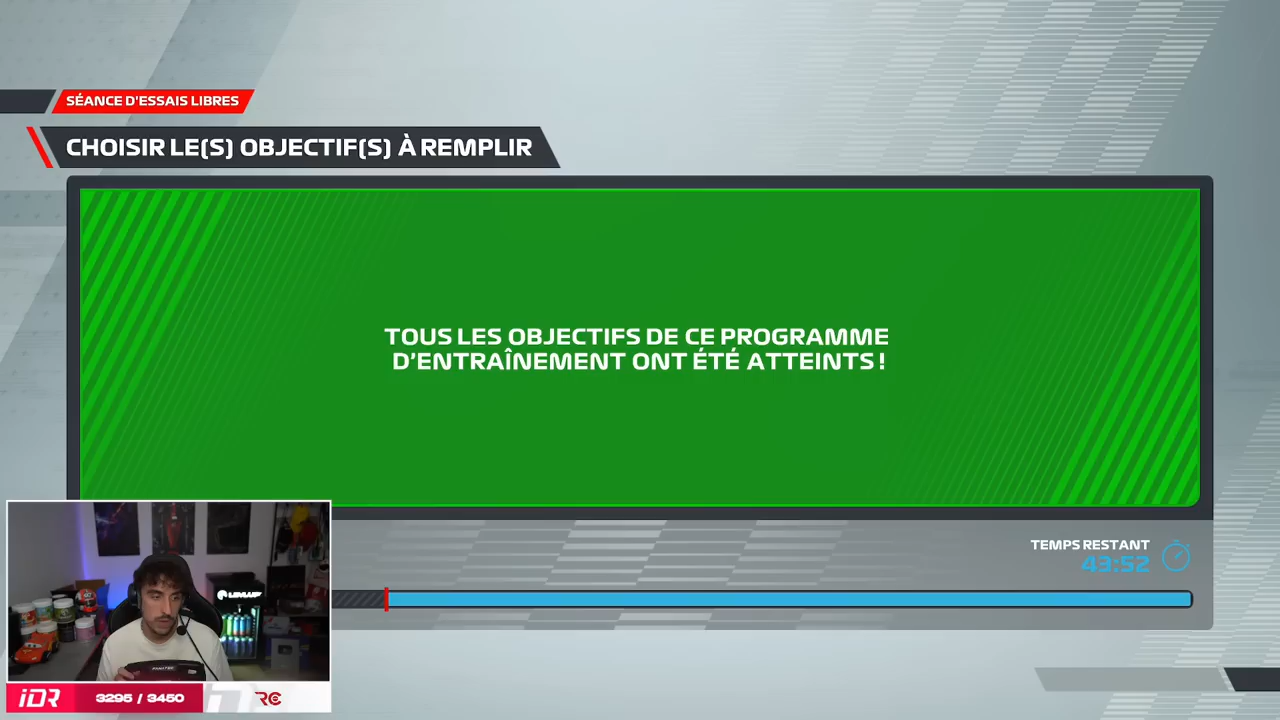 SÉANCE D'ESSAIS LIBRES
CHOISIR LE(S) OBJECTIF(S) À REMPLIR
TOUS LES OBJECTIFS DE CE PROGRAMME
D'ENTRAÎNEMENT ONT ÉTÉ ATTEINTS !
TEMPS RESTANT
43:52
FANATEC
iDR
3295 / 3450